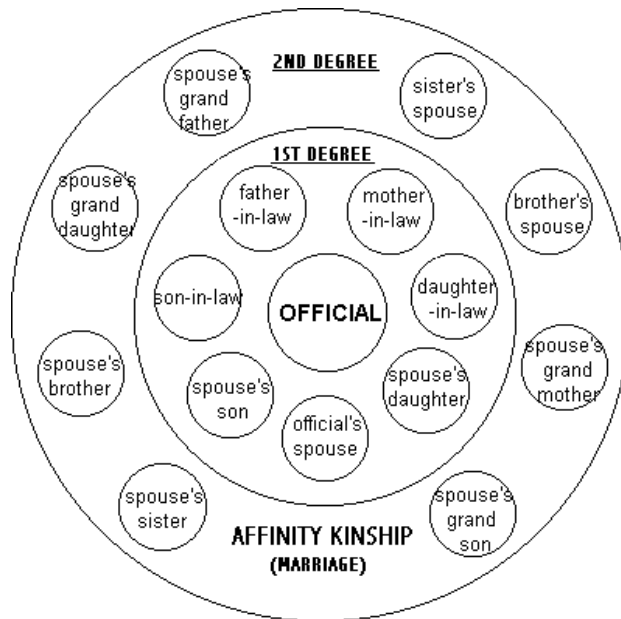 2ND DEGREE
spouse's
grand
father
sister's
spouse
1ST DEGREE
spouse's
grand
daughter
father
-in-law
mother
-in-law
brother's
spouse
son-in-law
OFFICIAL
daughter
-in-law
spouse's
brother
spouse's
son
official's
spouse
spouse's
daughter
spouse's
grand
mother
spouse's
sister
AFFINITY KINSHIP
(MARRIAGE)
spouse's
grand
son